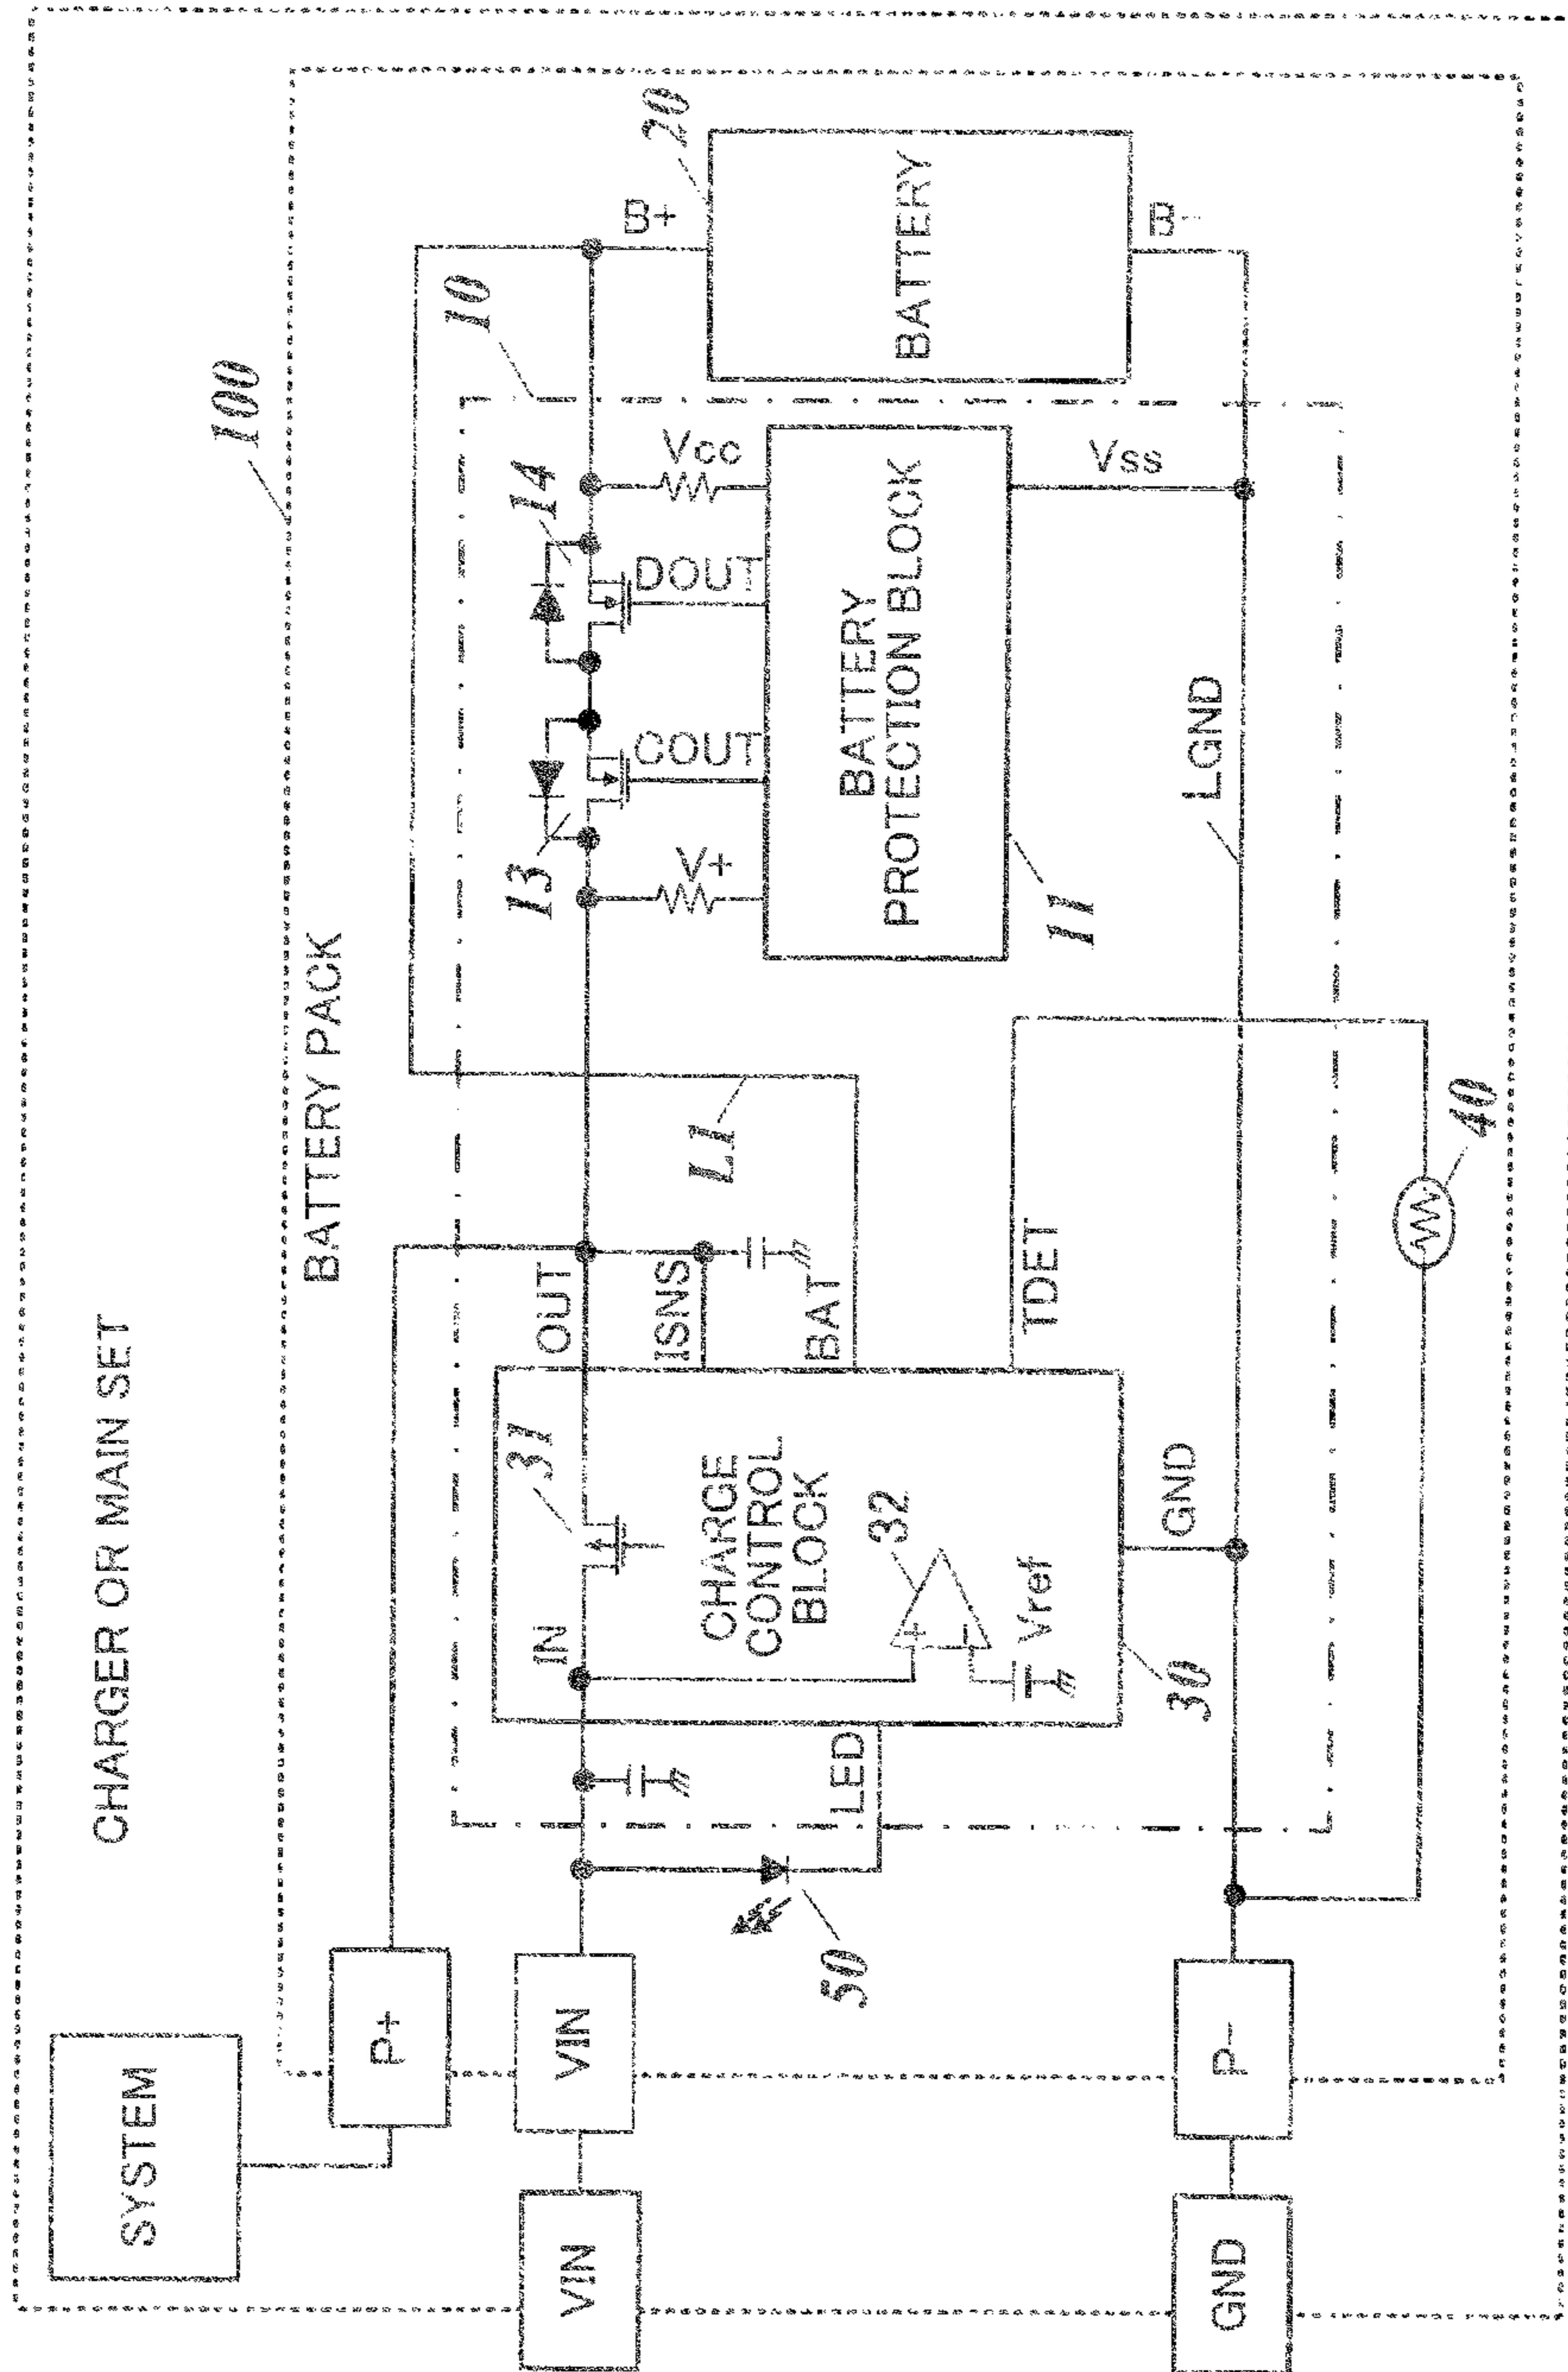 CHARGER OR MAIN SET
SYSTEM
BATTERY PACK
100
P+
10
VIN
VIN
IN
31
OUT
13
14
B+
20
V+
COUT
DOUT
Vcc
ISNS
L1
CHARGE
CONTROL
BLOCK
50
LED
32
BAT
BATTERY
PROTECTION BLOCK
BATTERY
Vref
TDET
11
Vss
B-
30
GND
LGND
GND
P-
40